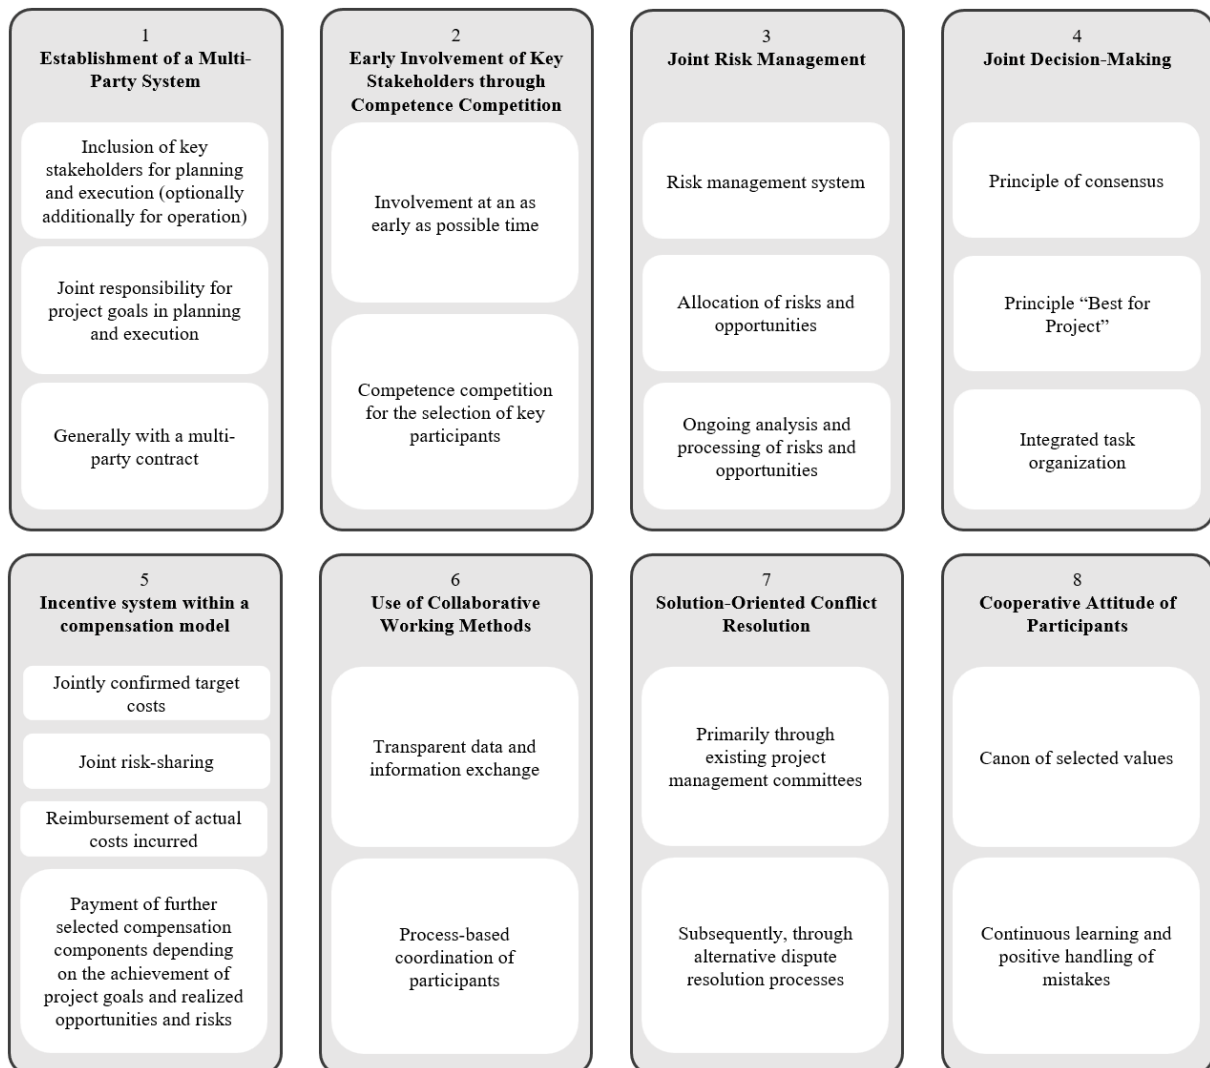 1
Establishment of a Multi-
Party System
Inclusion of key
stakeholders for planning
and execution (optionally
additionally for operation)
Joint responsibility for
project goals in planning
and execution
Generally with a multi-
party contract
2
Early Involvement of Key
Stakeholders through
Competence Competition
Involvement at an as
early as possible time
Competence competition
for the selection of key
participants
3
Joint Risk Management
Risk management system
Allocation of risks and
opportunities
Ongoing analysis and
processing of risks and
opportunities
4
Joint Decision-Making
Principle of consensus
Principle “Best for
Project”
Integrated task
organization
5
Incentive system within a
compensation model
Jointly confirmed target
costs
Joint risk-sharing
Reimbursement of actual
costs incurred
Payment of further
selected compensation
components depending
on the achievement of
project goals and realized
opportunities and risks
6
Use of Collaborative
Working Methods
Transparent data and
information exchange
Process-based
coordination of
participants
7
Solution-Oriented Conflict
Resolution
Primarily through
existing project
management committees
Subsequently, through
alternative dispute
resolution processes
8
Cooperative Attitude of
Participants
Canon of selected values
Continuous learning and
positive handling of
mistakes